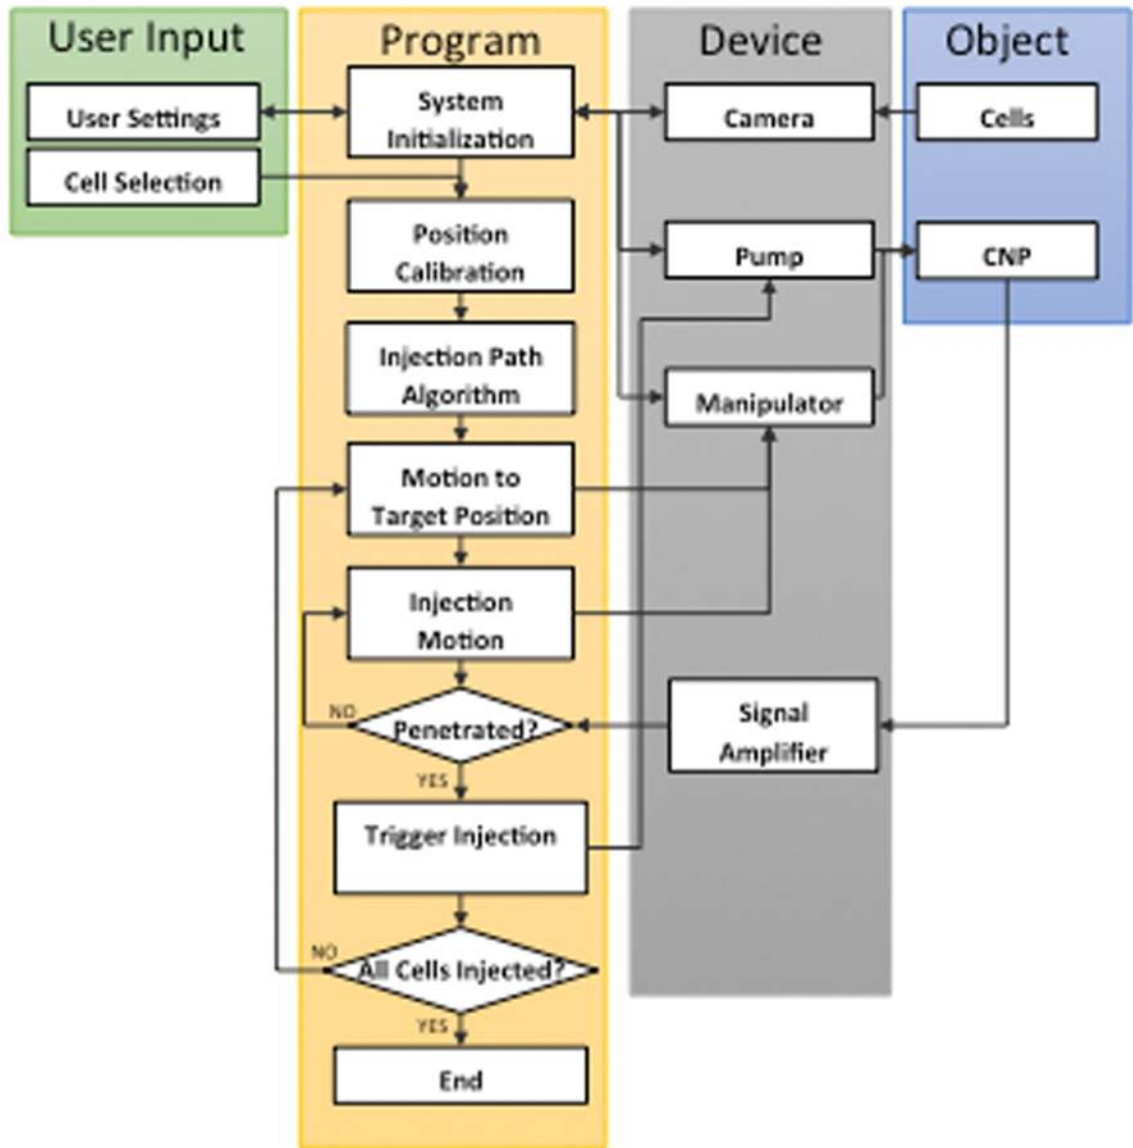 User Input
User Settings
Cell Selection
Program
System
Initialization
Position
Calibration
Injection Path
Algorithm
Motion to
Target Position
Injection
Motion
NO
Penetrated?
YES
Trigger Injection
NO
All Cells Injected?
YES
End
Device
Camera
Pump
Manipulator
Signal
Amplifier
Object
Cells
CNP